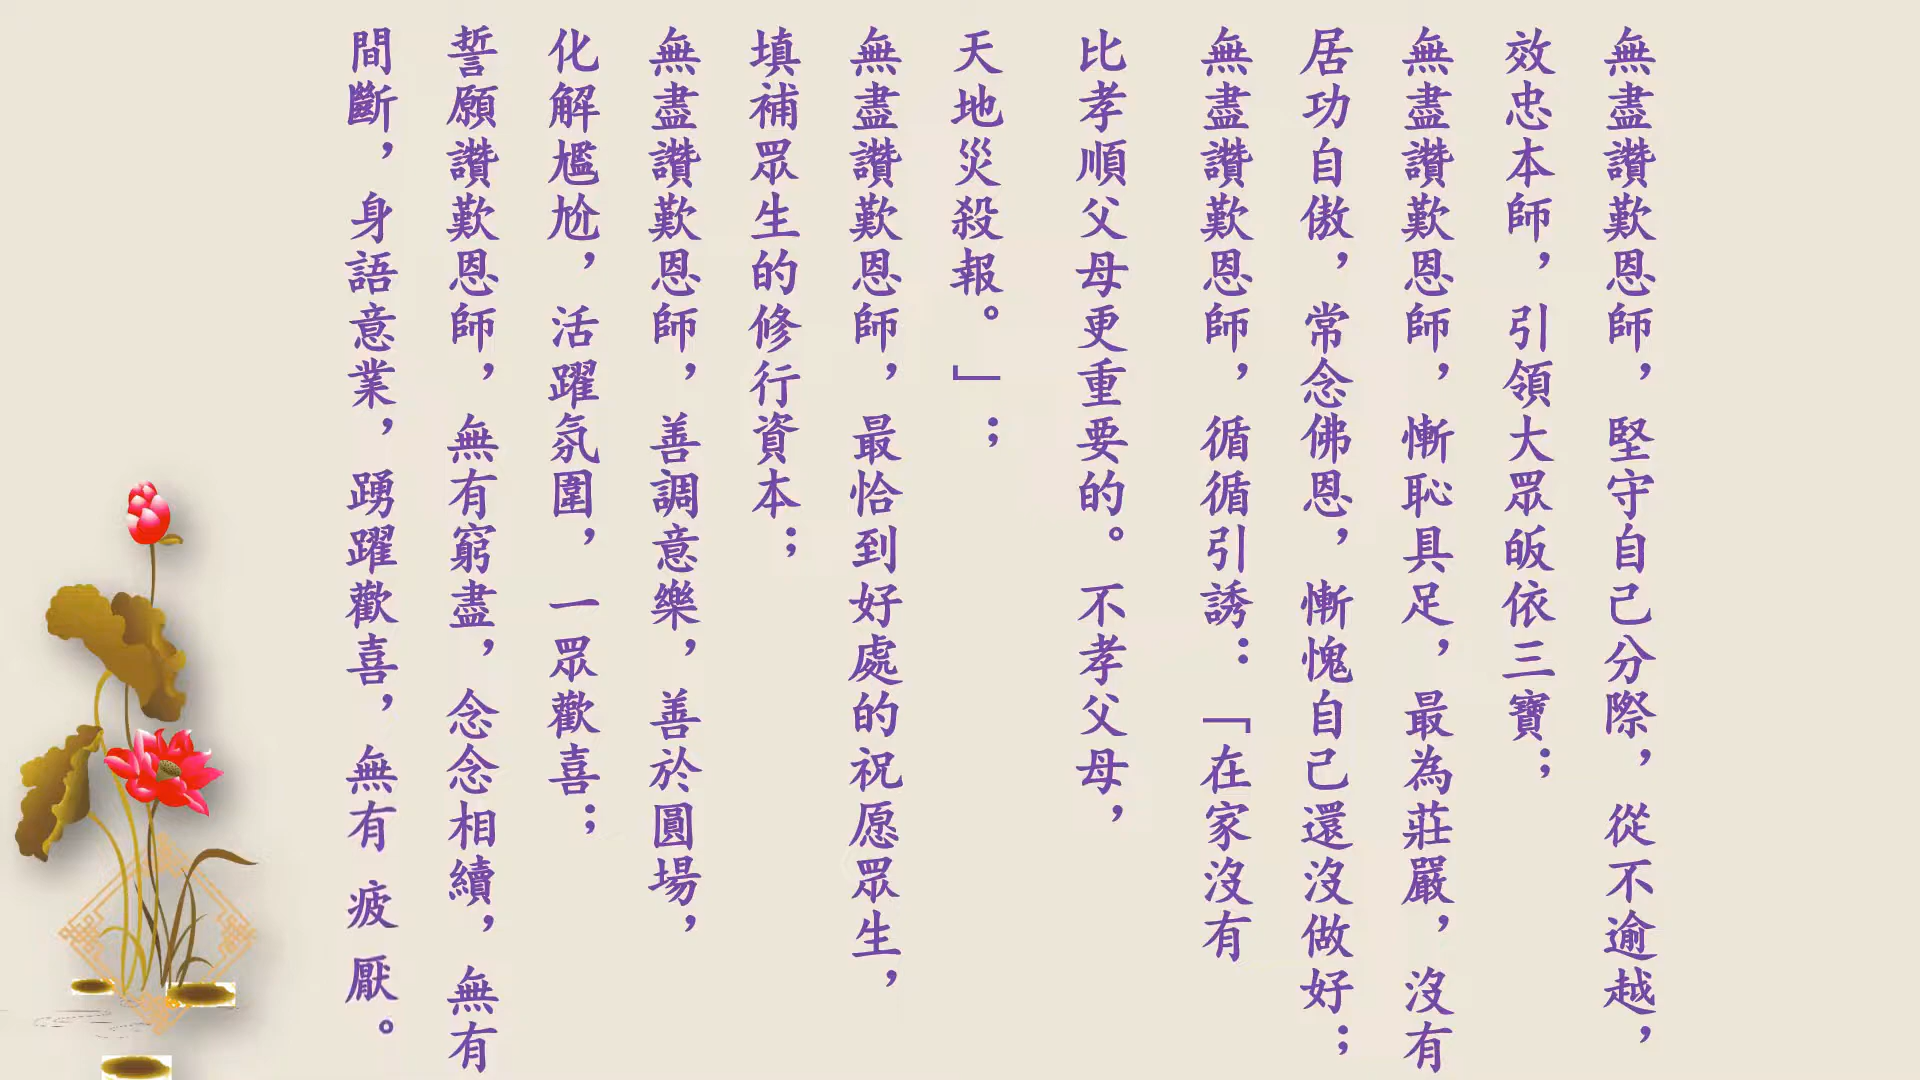 無盡讚歎恩師，堅守自己分際，從不逾越，
效忠本師，引領大眾皈依三寶；
無盡讚歎恩師，慚恥具足，最為莊嚴，沒有
居功自傲，常念佛恩，慚愧自己還沒做好；
無盡讚歎恩師，循循引誘：「在家沒有
比孝順父母更重要的。不孝父母，
天地災殺報。」；
無盡讚歎恩師，最恰到好處的祝愿眾生，
填補眾生的修行資本；
無盡讚歎恩師，善調意樂，善於圓場，
化解尷尬，活躍氛圍，一眾歡喜；
誓願讚歎恩師，無有窮盡，念念相續，無有
間斷，身語意業，踴躍歡喜，無有疲厭。